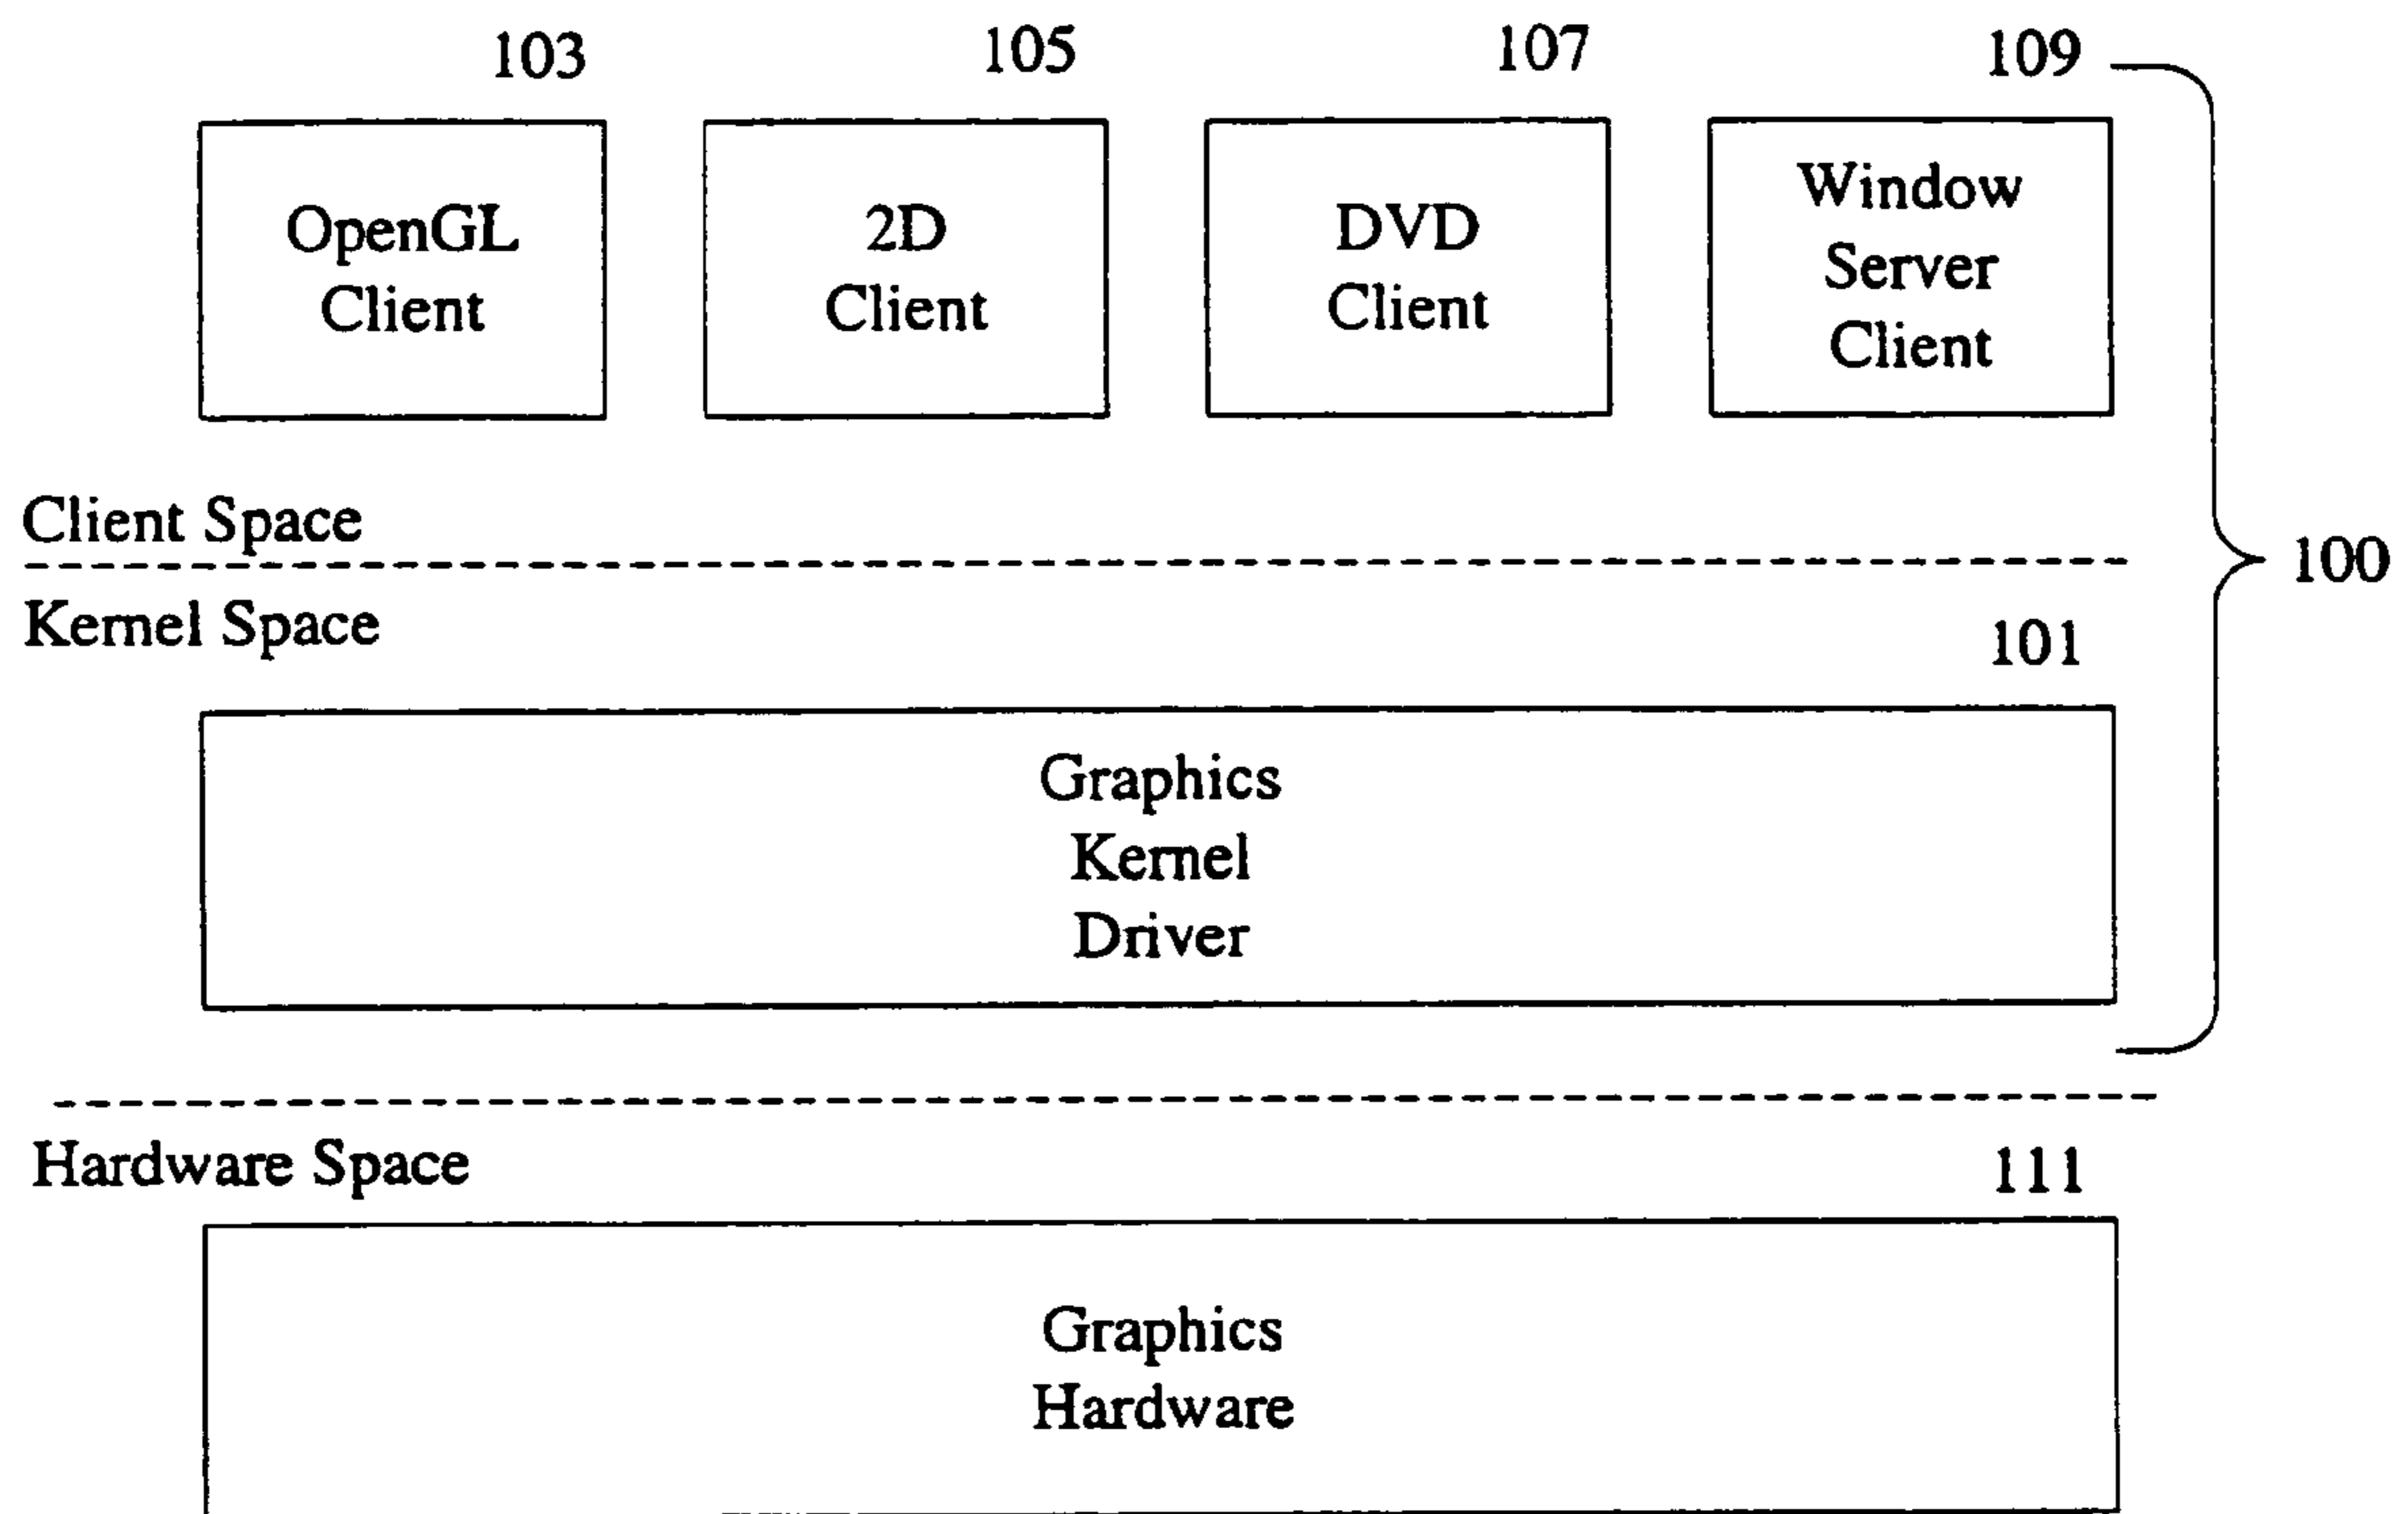 103
105
107
109
OpenGL
Client
2D
Client
DVD
Client
Window
Server
Client
Client Space
100
Kernel Space
101
Graphics
Kernel
Driver
Hardware Space
111
Graphics
Hardware